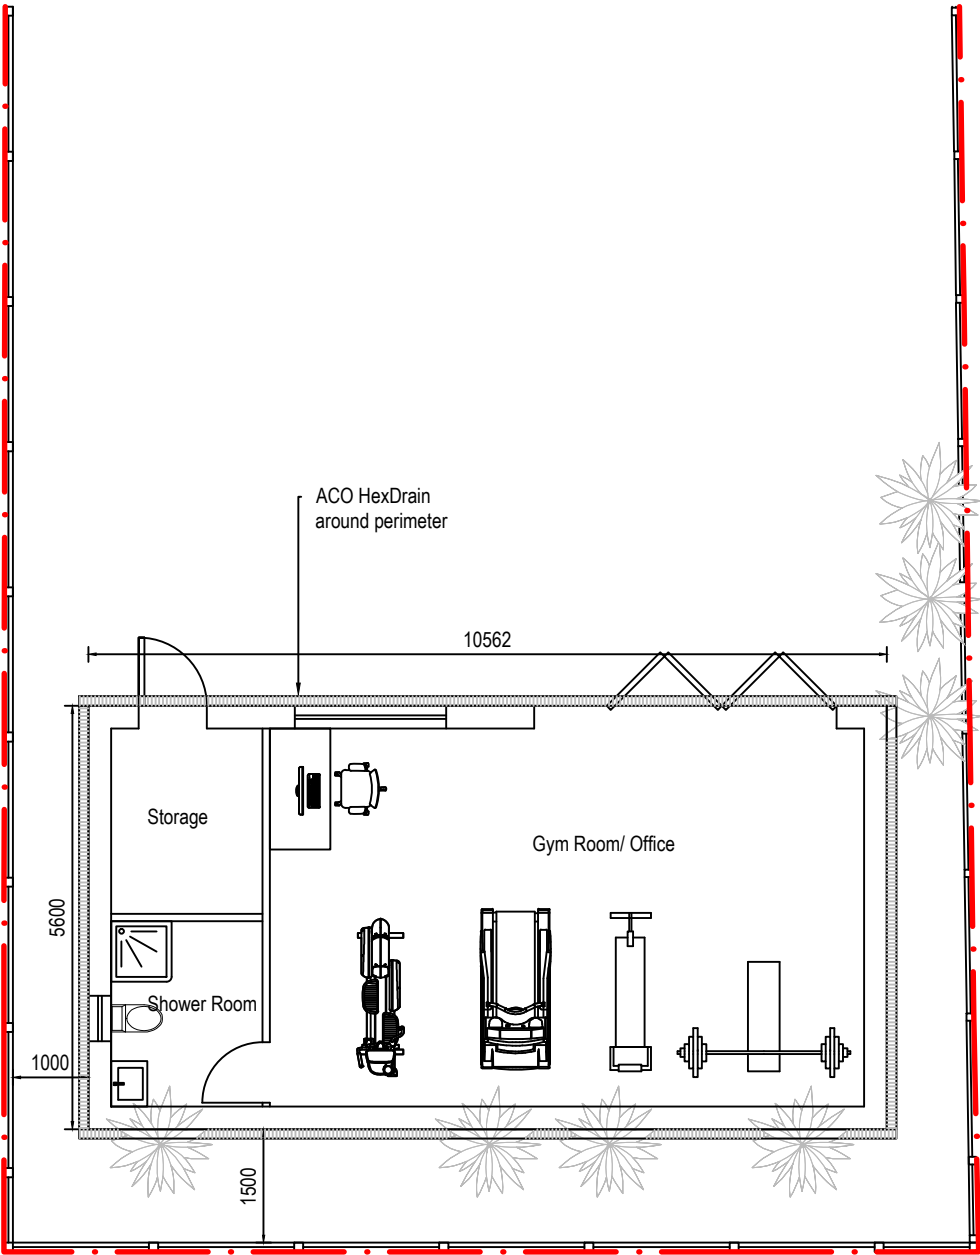 ACO HexDrain
around perimeter
10562
Storage
Gym Room/ Office
5600
Shower Room
1000
1500